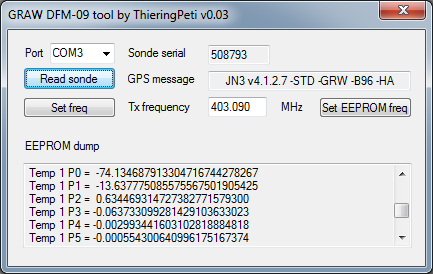 GRAW DFM-09 tool by ThieringPeti v0.03
Port COM3 Sonde serial 508793
Read sonde GPS message JN3 v4.1.2.7 -STD -GRW -B96 -HA
Set freq Tx frequency 403.090 MHz Set EEPROM freq
EEPROM dump
Temp 1 P0 = -74.134687913304716744278267
Temp 1 P1 = -13.637775085575567501905425
Temp 1 P2 = 0.634469314727382771579300
Temp 1 P3 = -0.063733099281429103633023
Temp 1 P4 = -0.002993441603102818884818
Temp 1 P5 = -0.000554300640996175167374